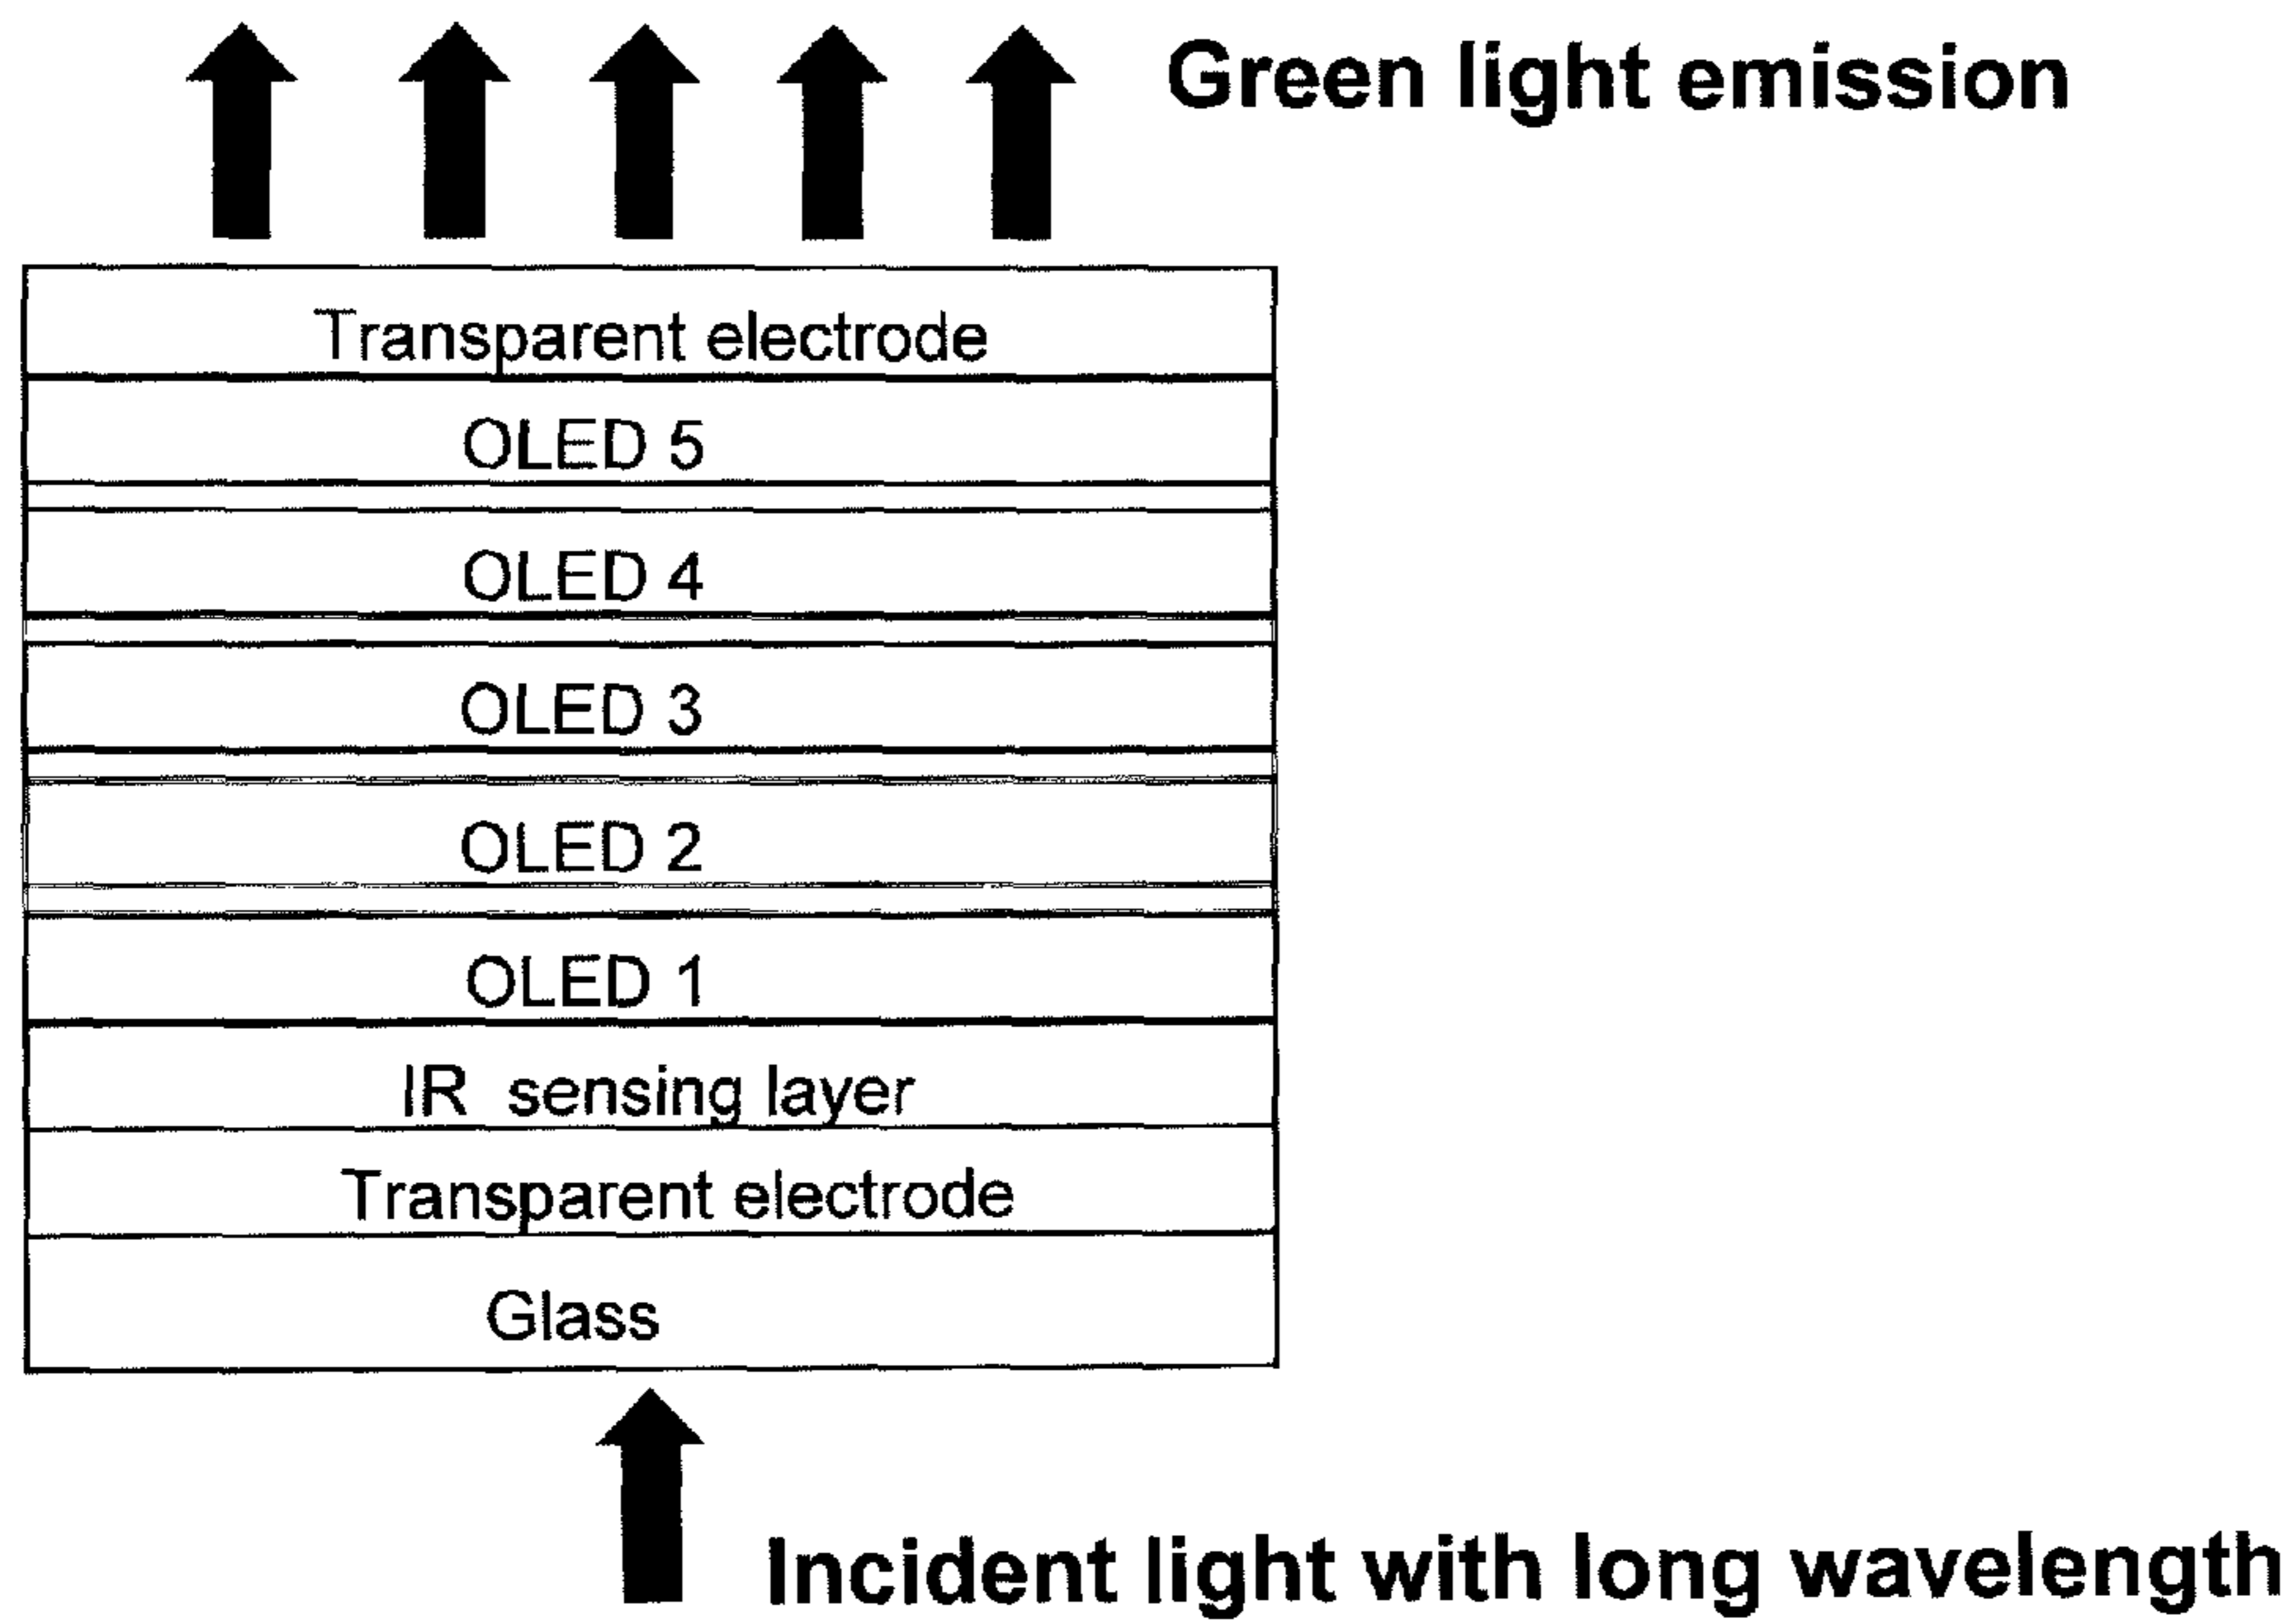 Green light emission
Transparent electrode
OLED 5
OLED 4
OLED 3
OLED 2
OLED 1
IR sensing layer
Transparent electrode
Glass
Incident light with long wavelength